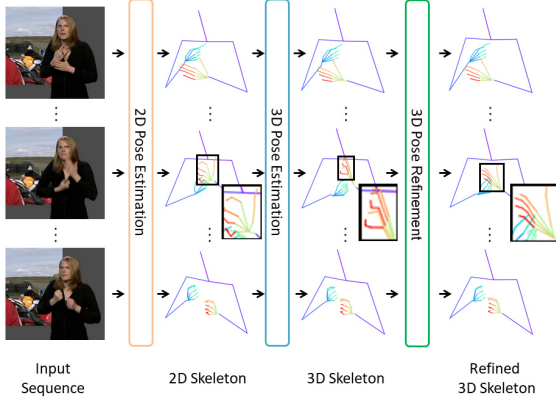 2D Pose Estimation
3D Pose Estimation
3D Pose Refinement
Input
Sequence
2D Skeleton
3D Skeleton
Refined
3D Skeleton